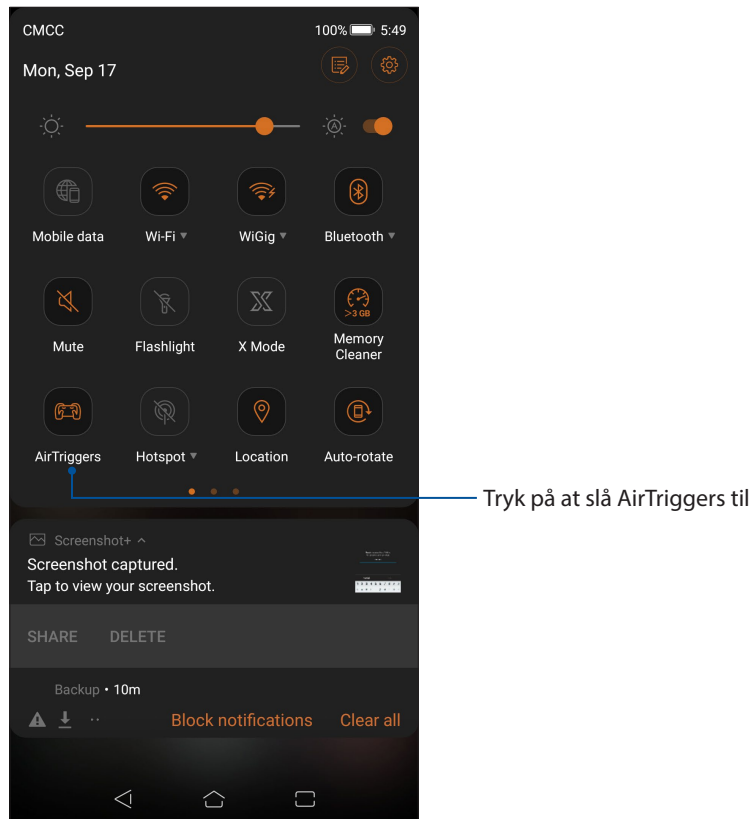 CMCC
100% 5:49
Mon, Sep 17
A
Mobile data
Wi-Fi
WiGig
Bluetooth
>3 GB
Mute
Flashlight
X Mode
Memory
Cleaner
AirTriggers
Hotspot
Location
Auto-rotate
Tryk på at slå AirTriggers til
Screenshot+
Screenshot captured.
Tap to view your screenshot.
SHARE DELETE
Backup • 10m
Block notifications Clear all